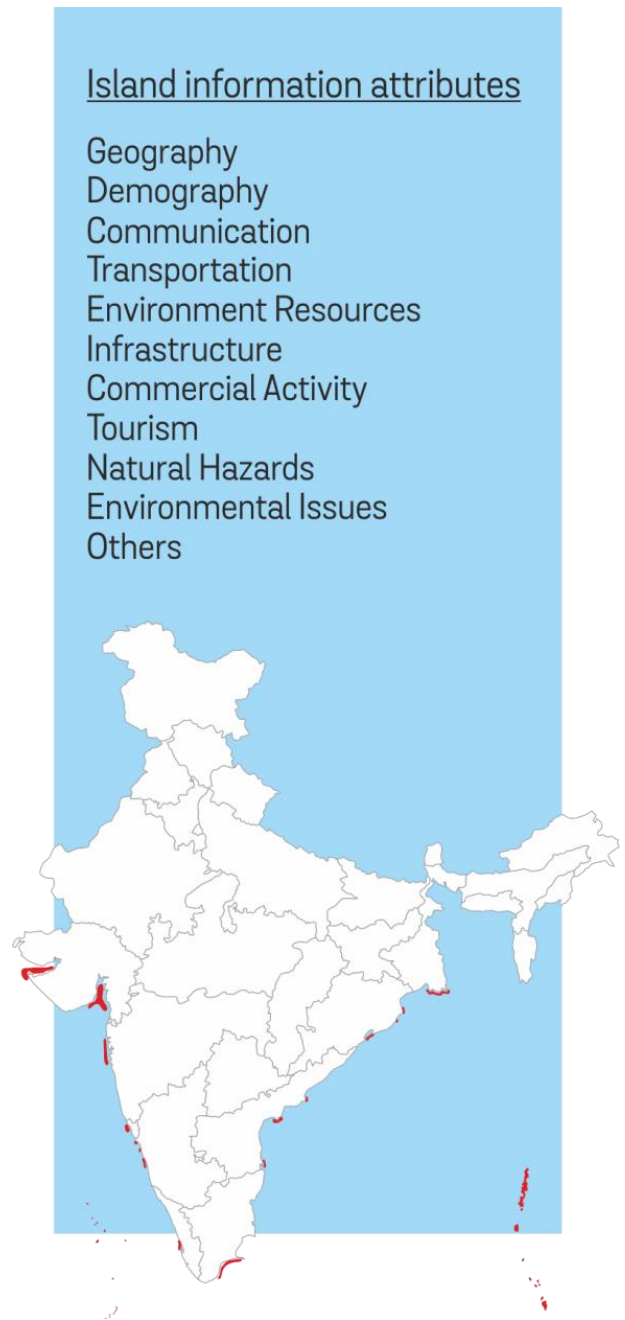 Island information attributes
Geography
Demography
Communication
Transportation
Environment Resources
Infrastructure
Commercial Activity
Tourism
Natural Hazards
Environmental Issues
Others